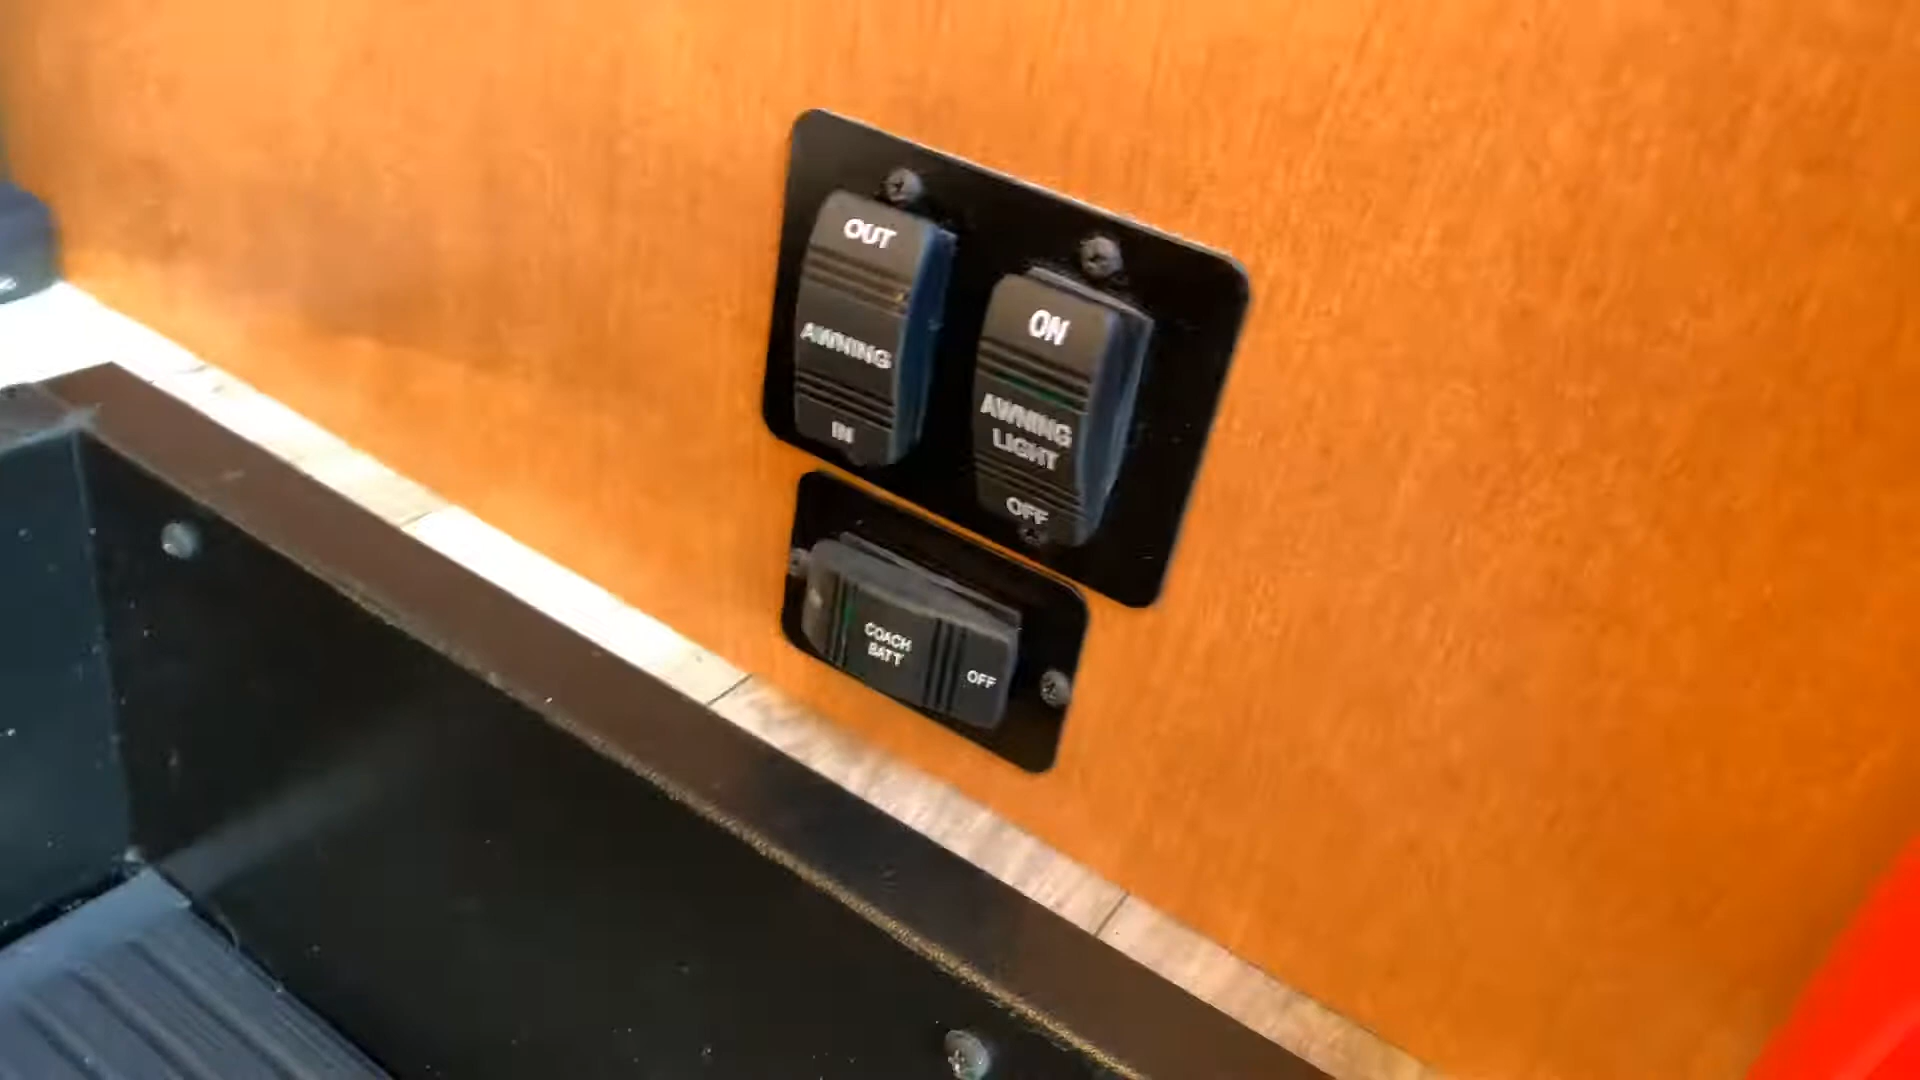 OUT
AWNING
IN
ON
AWNING
LIGHT
OFF
COACH
BATT
OFF